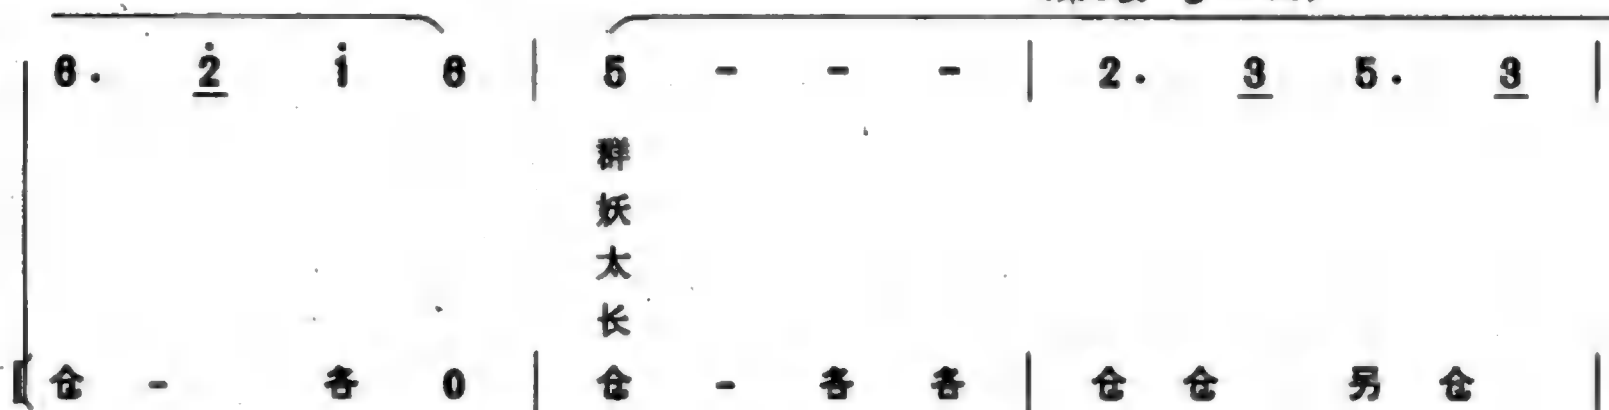 6. 2̇ i̇ 6 | 5 - - - | 2. 3 5. 3 |
群
妖
太
长
仓 - 各 0 | 仓 - 各 各 | 仓 仓 另 仓 |